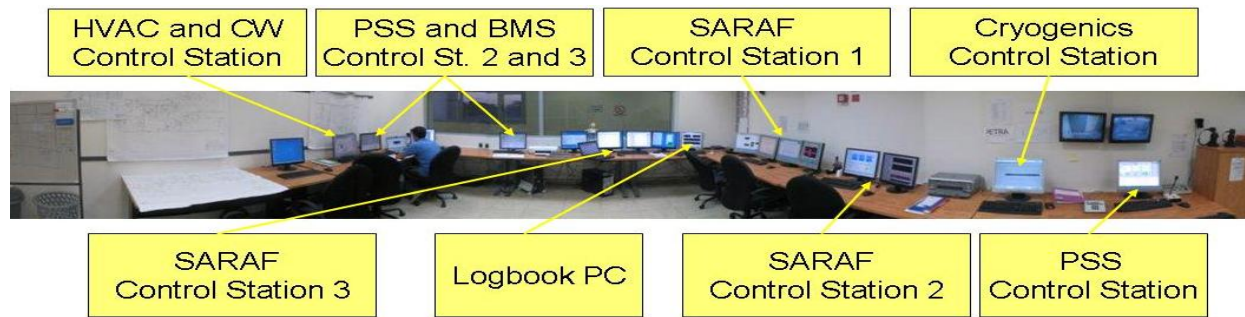 HVAC and CW
Control Station
PSS and BMS
Control St. 2 and 3
SARAF
Control Station 1
Cryogenics
Control Station
PETRA
SARAF
Control Station 3
Logbook PC
SARAF
Control Station 2
PSS
Control Station